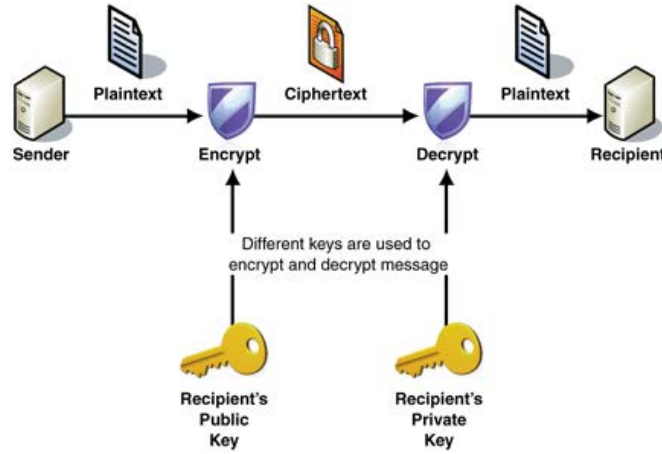 Plaintext
Ciphertext
Plaintext
Sender
Encrypt
Decrypt
Recipient
Different keys are used to
encrypt and decrypt message
Recipient's
Public
Key
Recipient's
Private
Key